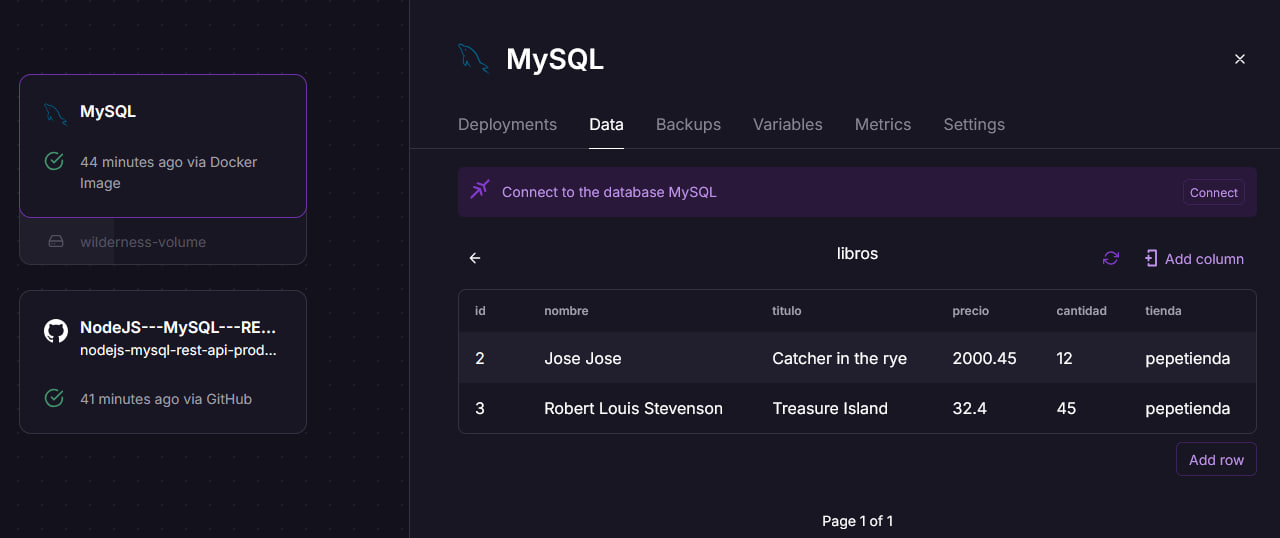 MySQL
44 minutes ago via Docker
Image
wilderness-volume
NodeJS---MySQL---RE...
nodejs-mysql-rest-api-prod...
41 minutes ago via GitHub
MySQL
Deployments Data Backups Variables Metrics Settings
Connect to the database MySQL Connect
libros Add column
id nombre titulo precio cantidad tienda
2 Jose Jose Catcher in the rye 2000.45 12 pepetienda
3 Robert Louis Stevenson Treasure Island 32.4 45 pepetienda
Add row
Page 1 of 1